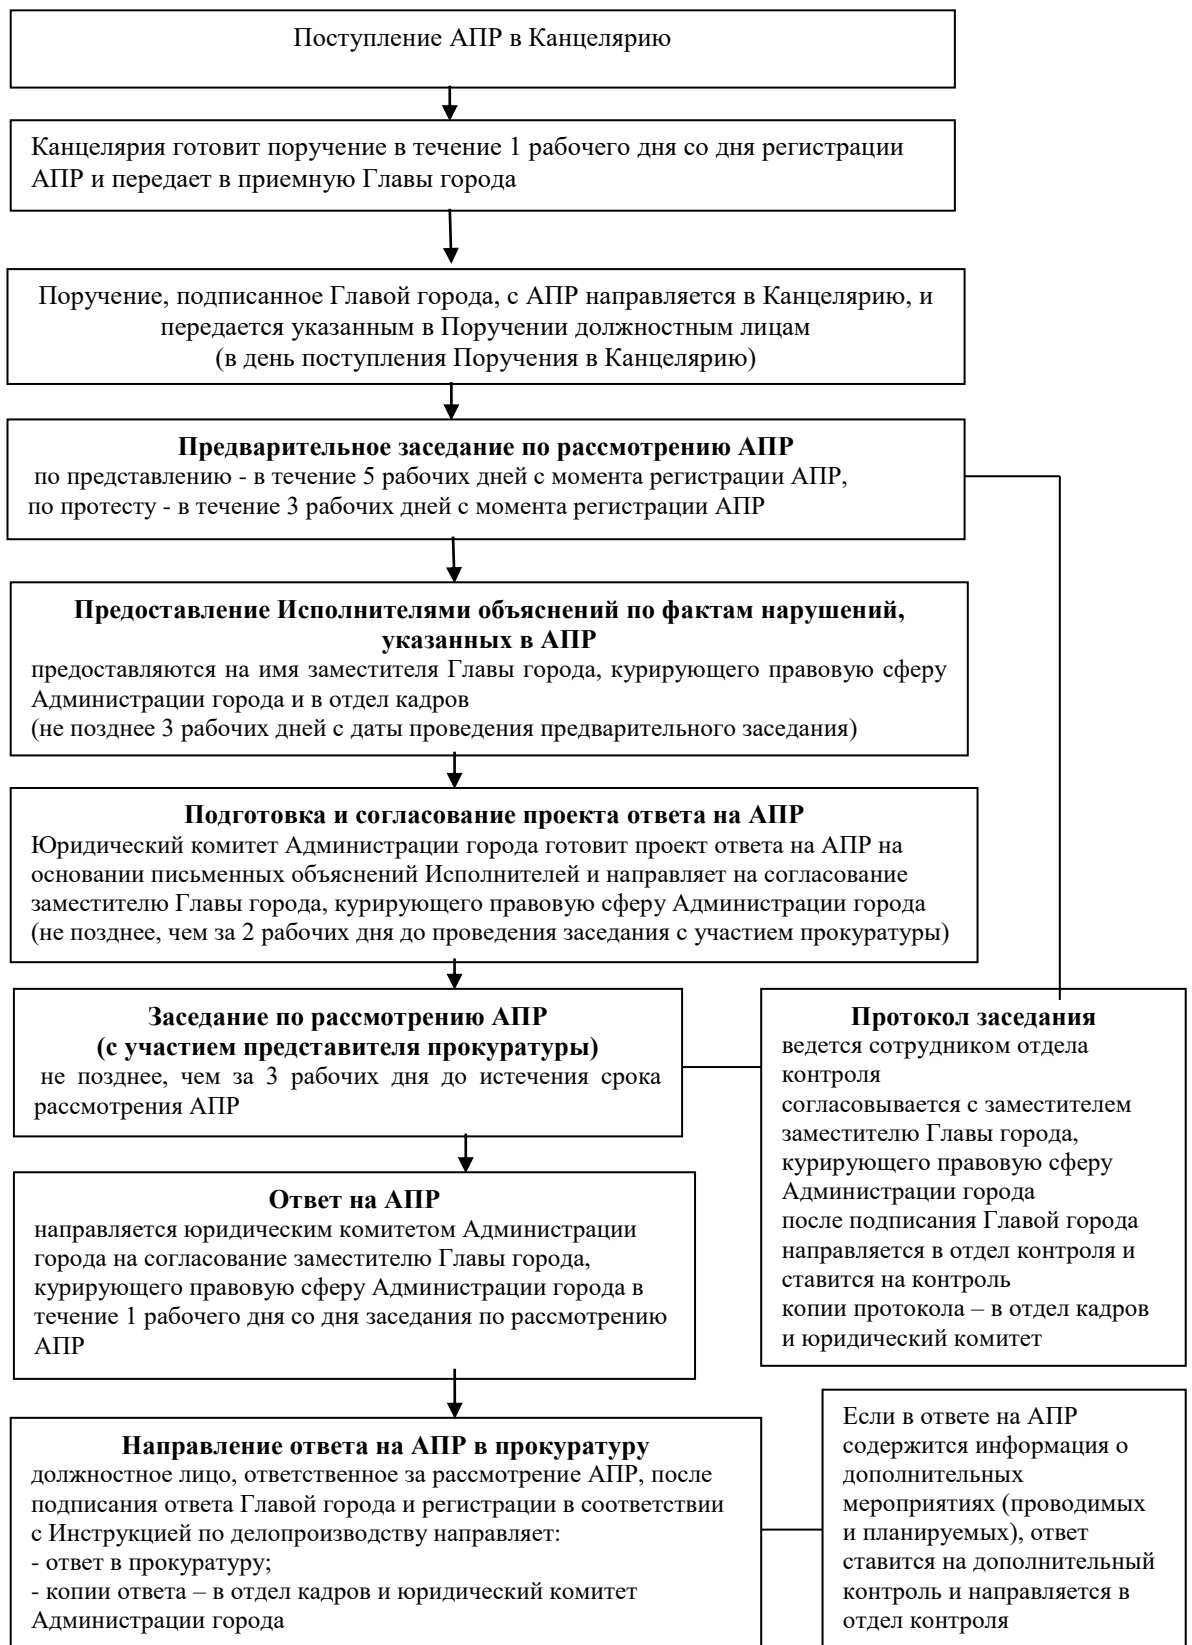 Поступление АПР в Канцелярию
Канцелярия готовит поручение в течение 1 рабочего дня со дня регистрации
АПР и передает в приемную Главы города
Поручение, подписанное Главой города, с АПР направляется в Канцелярию, и
передается указанным в Поручении должностным лицам
(в день поступления Поручения в Канцелярию)
Предварительное заседание по рассмотрению АПР
по представлению - в течение 5 рабочих дней с момента регистрации АПР,
по протесту - в течение 3 рабочих дней с момента регистрации АПР
Предоставление Исполнителями объяснений по фактам нарушений,
указанных в АПР
предоставляются на имя заместителя Главы города, курирующего правовую сферу
Администрации города и в отдел кадров
(не позднее 3 рабочих дней с даты проведения предварительного заседания)
Подготовка и согласование проекта ответа на АПР
Юридический комитет Администрации города готовит проект ответа на АПР на
основании письменных объяснений Исполнителей и направляет на согласование
заместителю Главы города, курирующего правовую сферу Администрации города
(не позднее, чем за 2 рабочих дня до проведения заседания с участием прокуратуры)
Заседание по рассмотрению АПР
(с участием представителя прокуратуры)
не позднее, чем за 3 рабочих дня до истечения срока
рассмотрения АПР
Протокол заседания
ведется сотрудником отдела
контроля
согласовывается с заместителем
заместителю Главы города,
курирующего правовую сферу
Администрации города
после подписания Главой города
направляется в отдел контроля и
ставится на контроль
копии протокола – в отдел кадров
и юридический комитет
Ответ на АПР
направляется юридическим комитетом Администрации
города на согласование заместителю Главы города,
курирующего правовую сферу Администрации города в
течение 1 рабочего дня со дня заседания по рассмотрению
АПР
Направление ответа на АПР в прокуратуру
должностное лицо, ответственное за рассмотрение АПР, после
подписания ответа Главой города и регистрации в соответствии
с Инструкцией по делопроизводству направляет:
- ответ в прокуратуру;
- копии ответа – в отдел кадров и юридический комитет
Администрации города
Если в ответе на АПР
содержится информация о
дополнительных
мероприятиях (проводимых
и планируемых), ответ
ставится на дополнительный
контроль и направляется в
отдел контроля